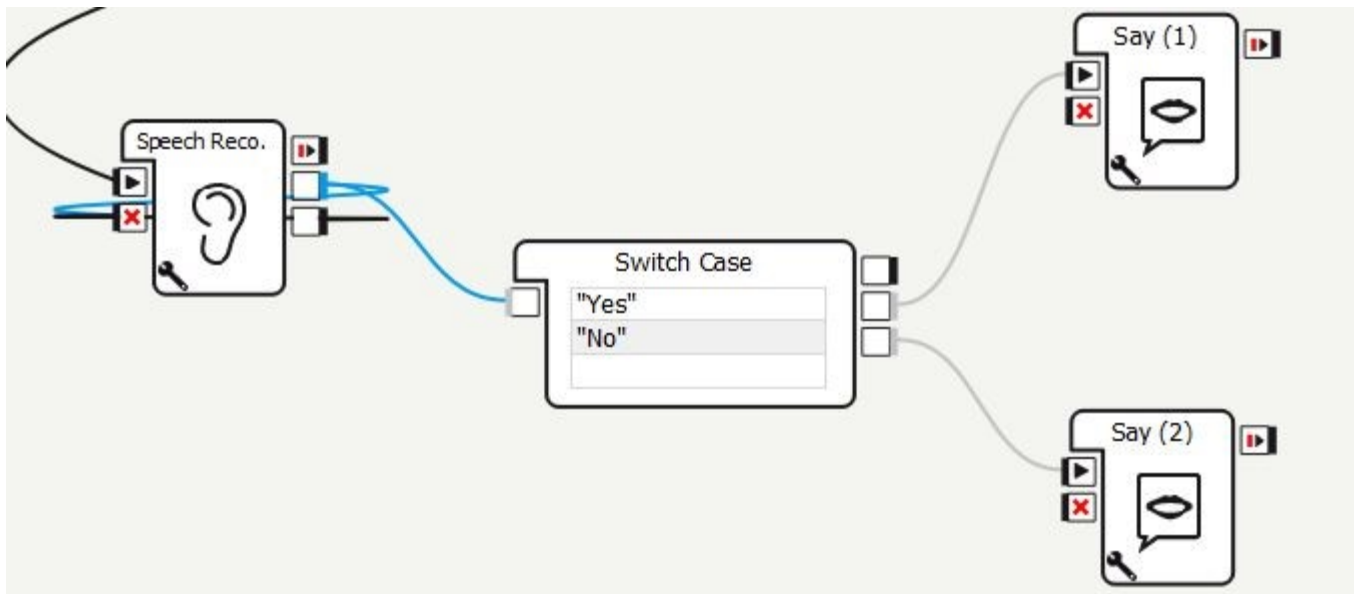 Say (1)
Speech Reco.
Switch Case
"Yes"
"No"
Say (2)